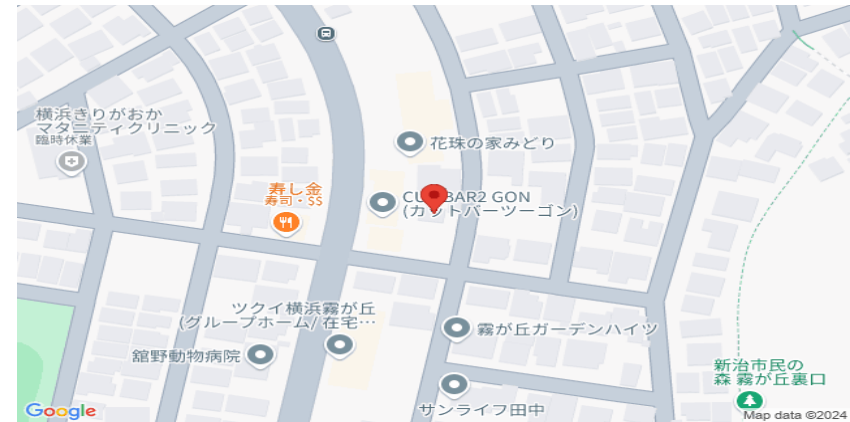 横浜きりがおか
マタニティクリニック
臨時休業
花珠の家みどり
寿し金
寿司・$$
CU BAR2 GON
(カットバーツーゴン)
ツクイ横浜霧が丘
(グループホーム/在宅…
舘野動物病院
霧が丘ガーデンハイツ
サンライフ田中
新治市民の
森 霧が丘裏口
Google
Map data ©2024